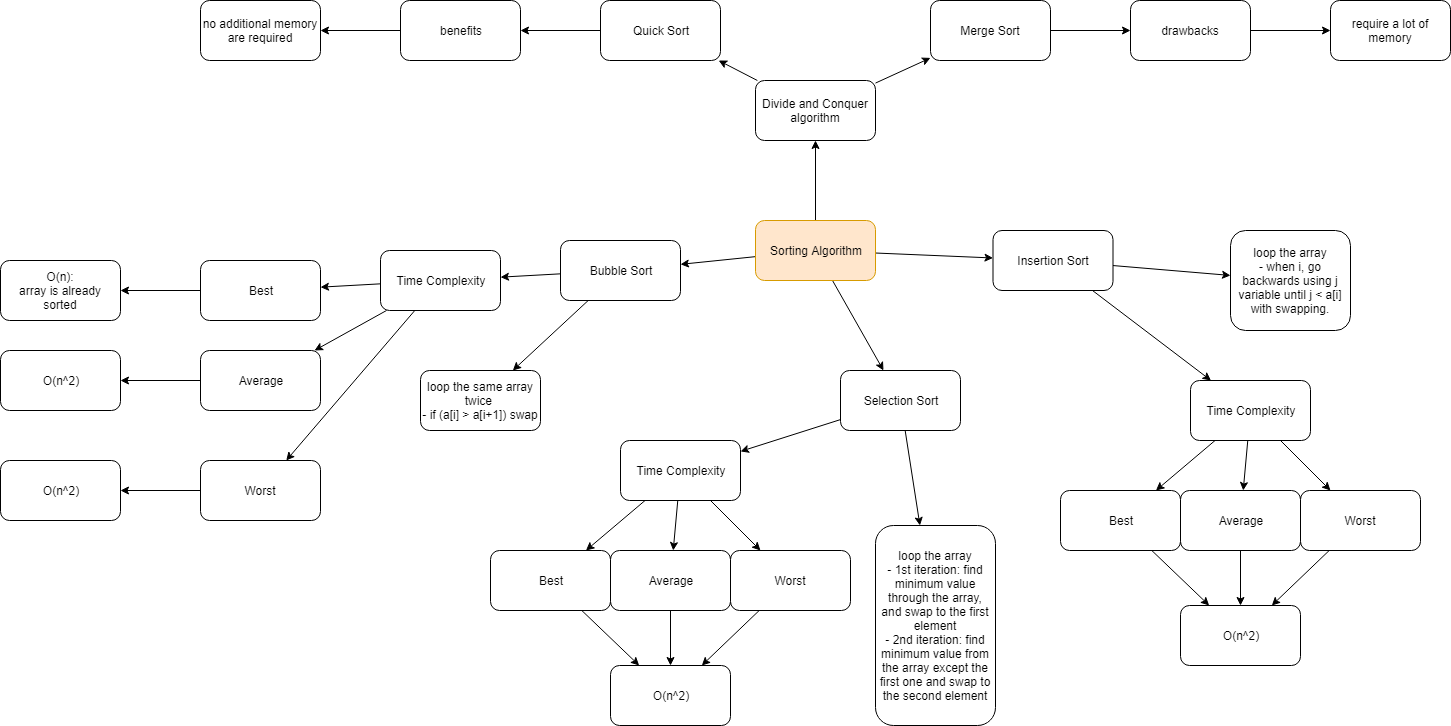 no additional memory
are required
benefits
Quick Sort
Merge Sort
drawbacks
require a lot of
memory
Divide and Conquer
algorithm
Sorting Algorithm
Bubble Sort
Time Complexity
Best
O(n):
array is already
sorted
Average
O(n^2)
Worst
O(n^2)
loop the same array
twice
- if (a[i] > a[i+1]) swap
Insertion Sort
loop the array
- when i, go
backwards using j
variable until j < a[i]
with swapping.
Time Complexity
Best
Average
Worst
O(n^2)
Selection Sort
Time Complexity
Best
Average
Worst
O(n^2)
loop the array
- 1st iteration: find
minimum value
through the array,
and swap to the first
element
- 2nd iteration: find
minimum value from
the array except the
first one and swap to
the second element